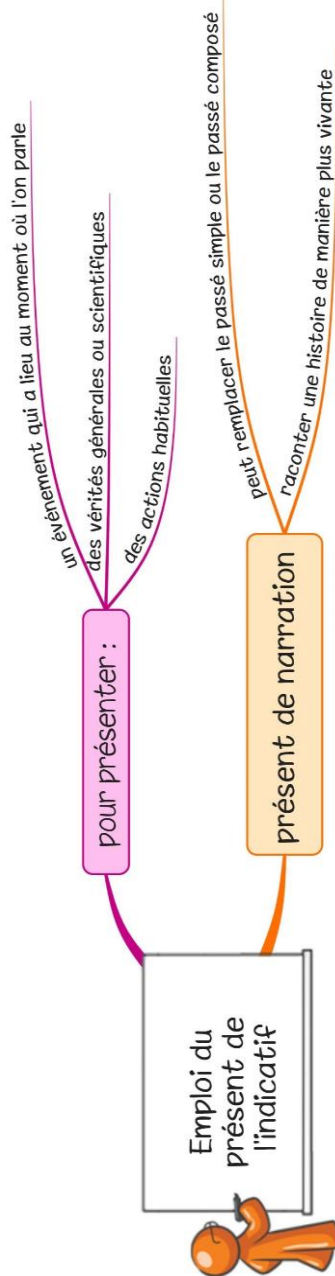 Emploi du
présent de
l'indicatif
pour présenter :
un événement qui a lieu au moment où l'on parle
des vérités générales ou scientifiques
des actions habituelles
présent de narration
peut remplacer le passé simple ou le passé composé
raconter une histoire de manière plus vivante